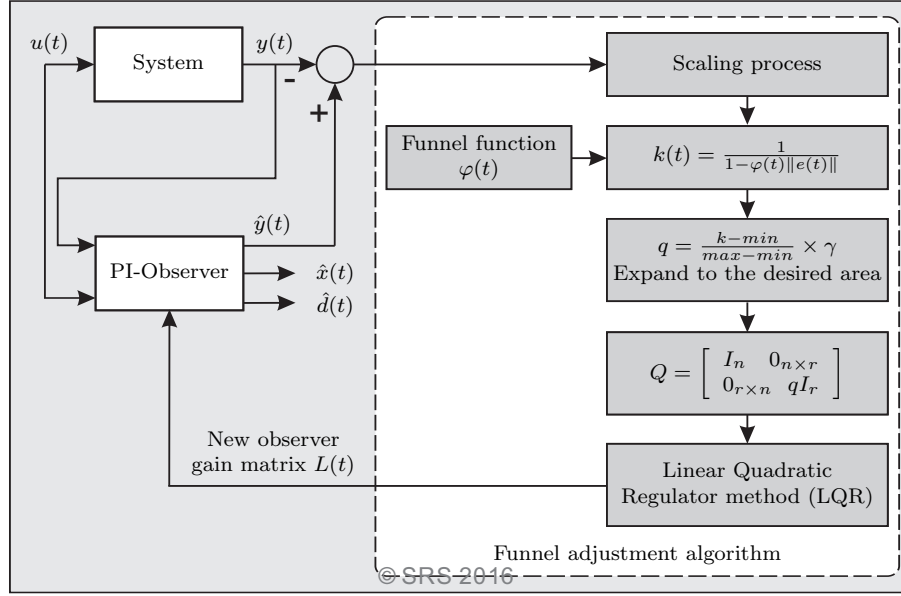 u(t)
System
y(t)
-
+
Scaling process
Funnel function
φ(t)
k(t) = 1 / (1−φ(t)‖e(t)‖)
q = (k−min) / (max−min) × γ
Expand to the desired area
ŷ(t)
PI-Observer
x̂(t)
d̂(t)
Q = [ I_n 0_{n×r}
0_{r×n} qI_r ]
New observer
gain matrix L(t)
Linear Quadratic
Regulator method (LQR)
Funnel adjustment algorithm
© SRS 2016